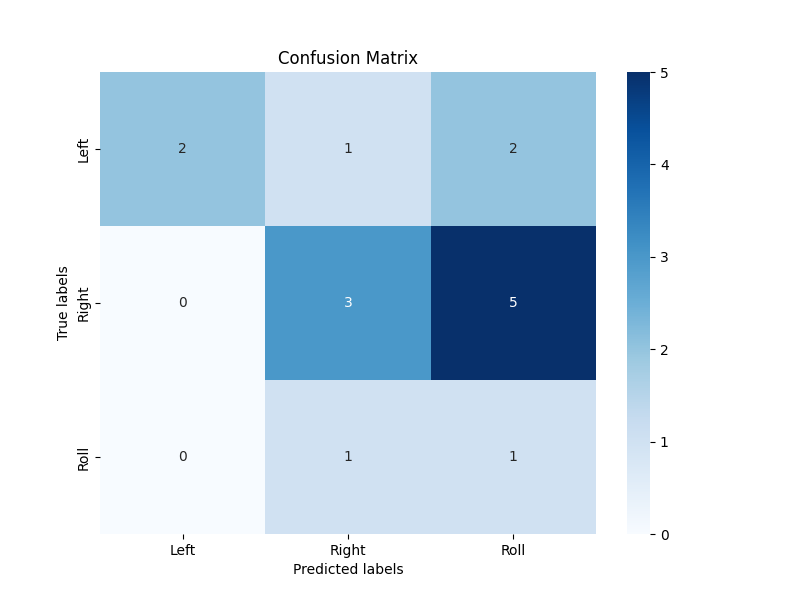 Confusion Matrix
True labels
Left
2 1 2
Right
0 3 5
Roll
0 1 1
Left Right Roll
Predicted labels
5
4
3
2
1
0